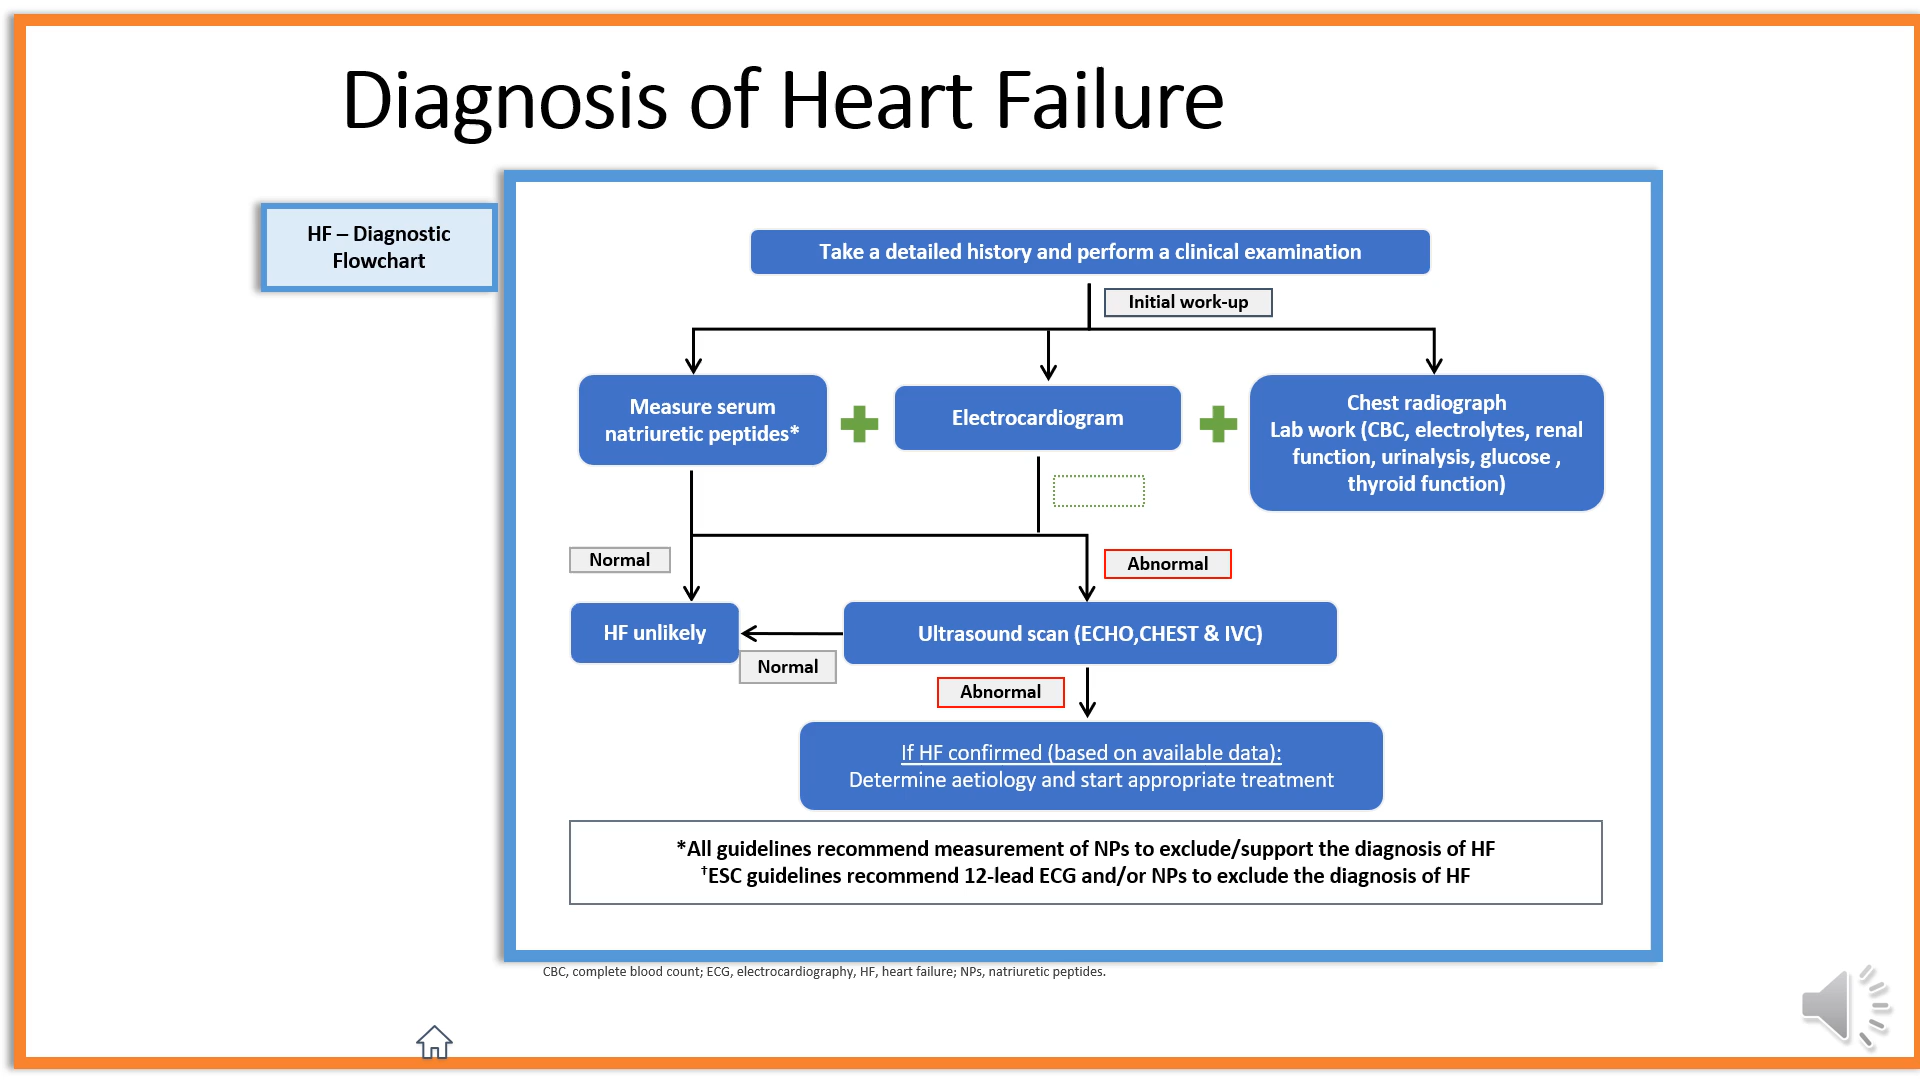 Diagnosis of Heart Failure
HF – Diagnostic
Flowchart
Take a detailed history and perform a clinical examination
Initial work-up
Measure serum
natriuretic peptides*
Electrocardiogram
Chest radiograph
Lab work (CBC, electrolytes, renal
function, urinalysis, glucose ,
thyroid function)
Normal
Abnormal
HF unlikely
Ultrasound scan (ECHO,CHEST & IVC)
Normal
Abnormal
If HF confirmed (based on available data):
Determine aetiology and start appropriate treatment
*All guidelines recommend measurement of NPs to exclude/support the diagnosis of HF
†ESC guidelines recommend 12-lead ECG and/or NPs to exclude the diagnosis of HF
CBC, complete blood count; ECG, electrocardiography, HF, heart failure; NPs, natriuretic peptides.